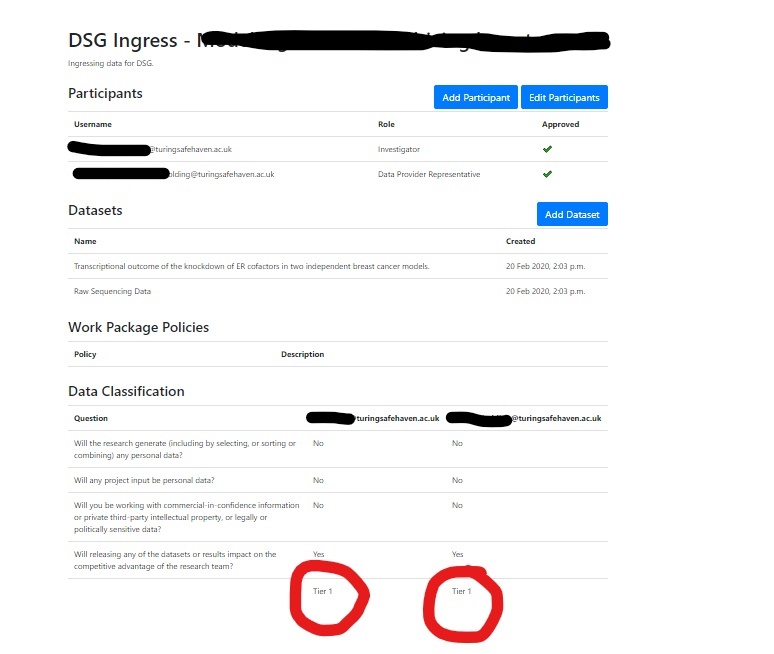 DSG Ingress -
Ingressing data for DSG.
Participants Add Participant Edit Participants
Username Role Approved
@turingsafehaven.ac.uk Investigator
olding@turingsafehaven.ac.uk Data Provider Representative
Datasets Add Dataset
Name Created
Transcriptional outcome of the knockdown of ER cofactors in two independent breast cancer models. 20 Feb 2020, 2:03 p.m.
Raw Sequencing Data 20 Feb 2020, 2:03 p.m.
Work Package Policies
Policy Description
Data Classification
Question turingsafehaven.ac.uk @turingsafehaven.ac.uk
Will the research generate (including by selecting, or sorting or No No
combining) any personal data?
Will any project input be personal data? No No
Will you be working with commercial-in-confidence information No No
or private third-party intellectual property, or legally or
politically sensitive data?
Will releasing any of the datasets or results impact on the Yes Yes
competitive advantage of the research team?
Tier 1 Tier 1